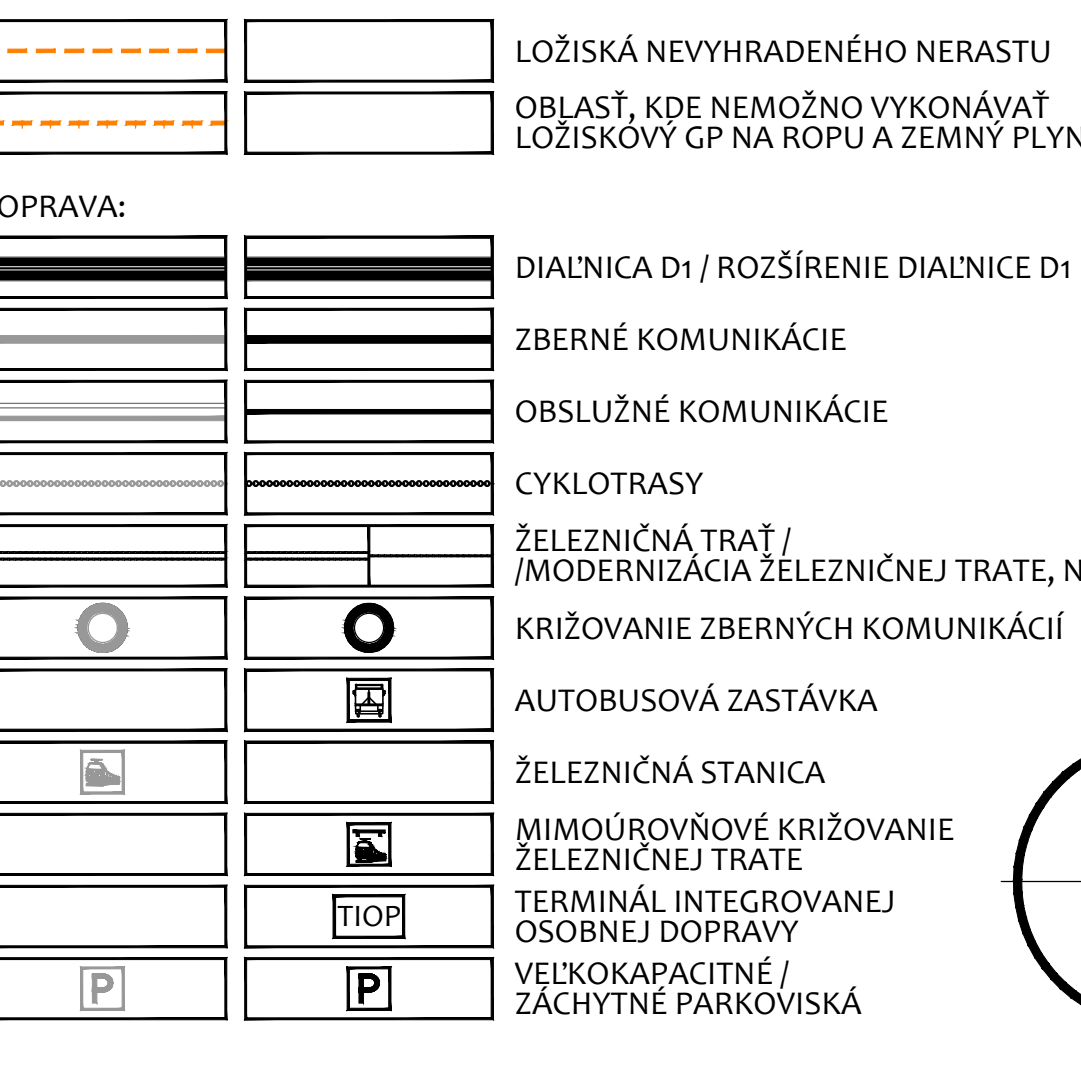 LOŽISKÁ NEVYHRADENÉHO NERASTU
OBLASŤ, KDE NEMOŽNO VYKONÁVAŤ
LOŽISKOVÝ GP NA ROPU A ZEMNÝ PLYN
OPRAVA:
DIAĽNICA D1 / ROZŠÍRENIE DIAĽNICE D1
ZBERNÉ KOMUNIKÁCIE
OBSLUŽNÉ KOMUNIKÁCIE
CYKLOTRASY
ŽELEZNIČNÁ TRAŤ /
/MODERNIZÁCIA ŽELEZNIČNEJ TRATE, N
KRIŽOVANIE ZBERNÝCH KOMUNIKÁCIÍ
AUTOBUSOVÁ ZASTÁVKA
ŽELEZNIČNÁ STANICA
MIMOÚROVŇOVÉ KRIŽOVANIE
ŽELEZNIČNEJ TRATE
TIOP TERMINÁL INTEGROVANEJ
OSOBNEJ DOPRAVY
P P VEĽKOKAPACITNÉ /
ZÁCHYTNÉ PARKOVISKÁ